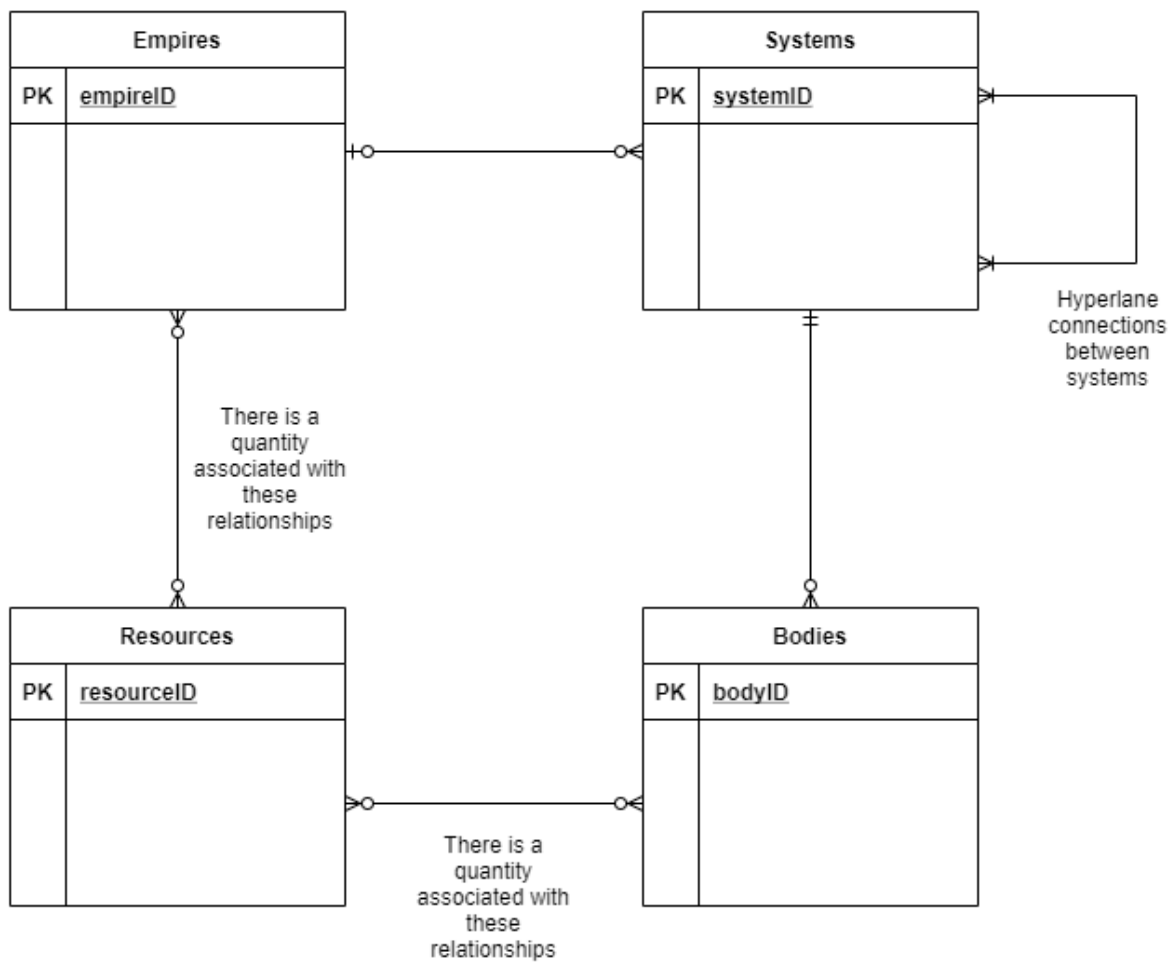 Empires
PK empireID
Systems
PK systemID
Hyperlane
connections
between
systems
There is a
quantity
associated with
these
relationships
Resources
PK resourceID
Bodies
PK bodyID
There is a
quantity
associated with
these
relationships